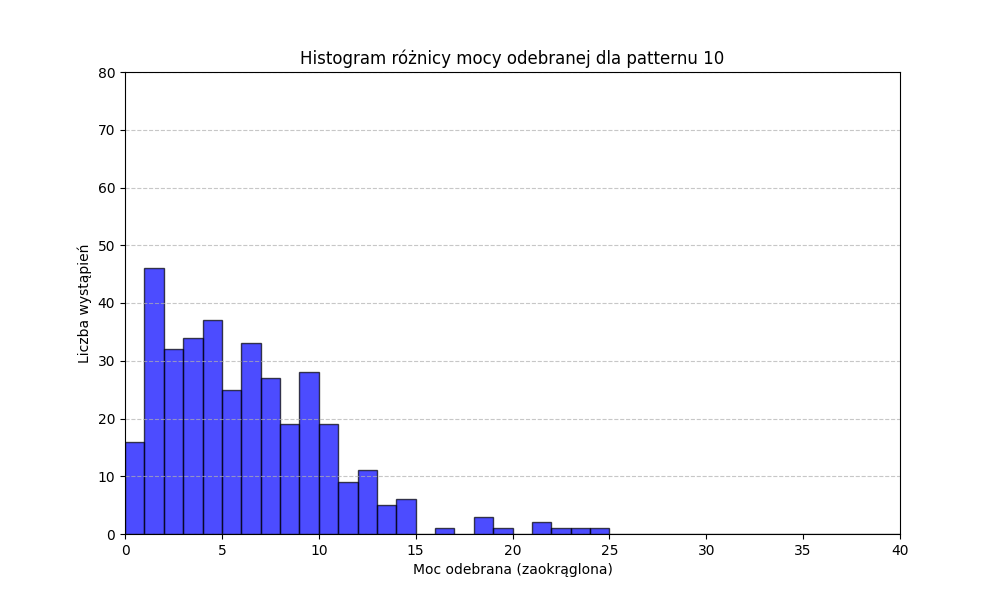 Histogram różnicy mocy odebranej dla patternu 10
80
70
60
50
40
30
20
10
0
Liczba wystąpień
0 5 10 15 20 25 30 35 40
Moc odebrana (zaokrąglona)